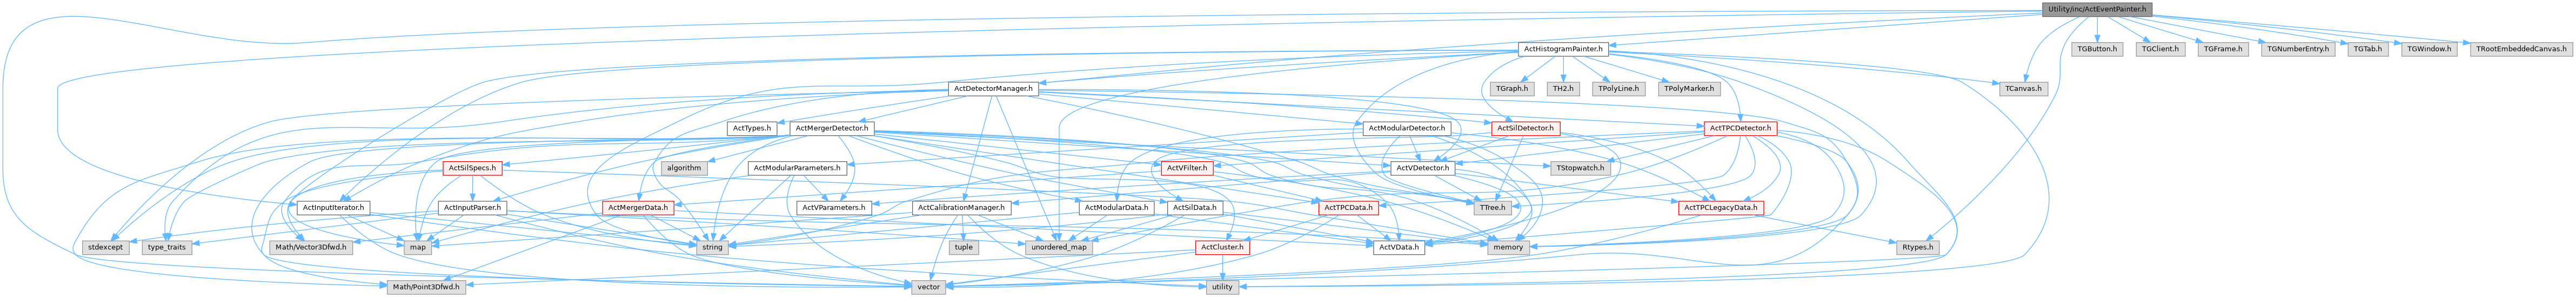 Utility/inc/ActEventPainter.h
ActHistogramPainter.h
TGButton.h
TGClient.h
TGFrame.h
TGNumberEntry.h
TGTab.h
TGWindow.h
TRootEmbeddedCanvas.h
ActDetectorManager.h
TGraph.h
TH2.h
TPolyLine.h
TPolyMarker.h
TCanvas.h
ActTypes.h
ActMergerDetector.h
ActModularDetector.h
ActSilDetector.h
ActTPCDetector.h
ActSilSpecs.h
algorithm
ActModularParameters.h
ActVFilter.h
ActVDetector.h
TStopwatch.h
ActInputIterator.h
ActInputParser.h
ActMergerData.h
ActVParameters.h
ActCalibrationManager.h
ActModularData.h
ActSilData.h
ActTPCData.h
TTree.h
ActTPCLegacyData.h
stdexcept
type_traits
Math/Vector3Dfwd.h
map
string
tuple
unordered_map
ActCluster.h
ActVData.h
memory
Rtypes.h
Math/Point3Dfwd.h
vector
utility